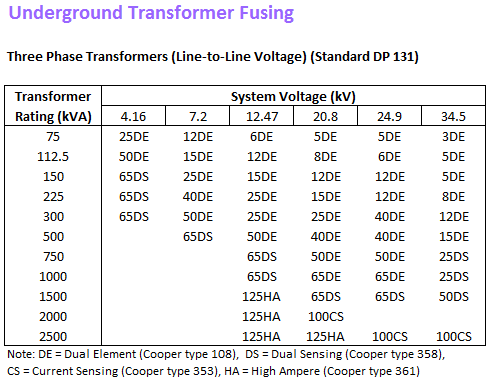 Underground Transformer Fusing
Three Phase Transformers (Line-to-Line Voltage) (Standard DP 131)
Transformer System Voltage (kV)
Rating (kVA) 4.16 7.2 12.47 20.8 24.9 34.5
75 25DE 12DE 6DE 5DE 5DE 3DE
112.5 50DE 15DE 12DE 8DE 6DE 5DE
150 65DS 25DE 15DE 12DE 12DE 5DE
225 65DS 40DE 25DE 15DE 12DE 8DE
300 65DS 50DE 25DE 25DE 40DE 12DE
500 65DS 50DE 40DE 40DE 15DE
750 65DS 50DE 50DE 25DS
1000 65DS 65DE 65DE 25DS
1500 125HA 65DS 65DS 50DS
2000 125HA 100CS
2500 125HA 125HA 100CS 100CS
Note: DE = Dual Element (Cooper type 108), DS = Dual Sensing (Cooper type 358),
CS = Current Sensing (Cooper type 353), HA = High Ampere (Cooper type 361)